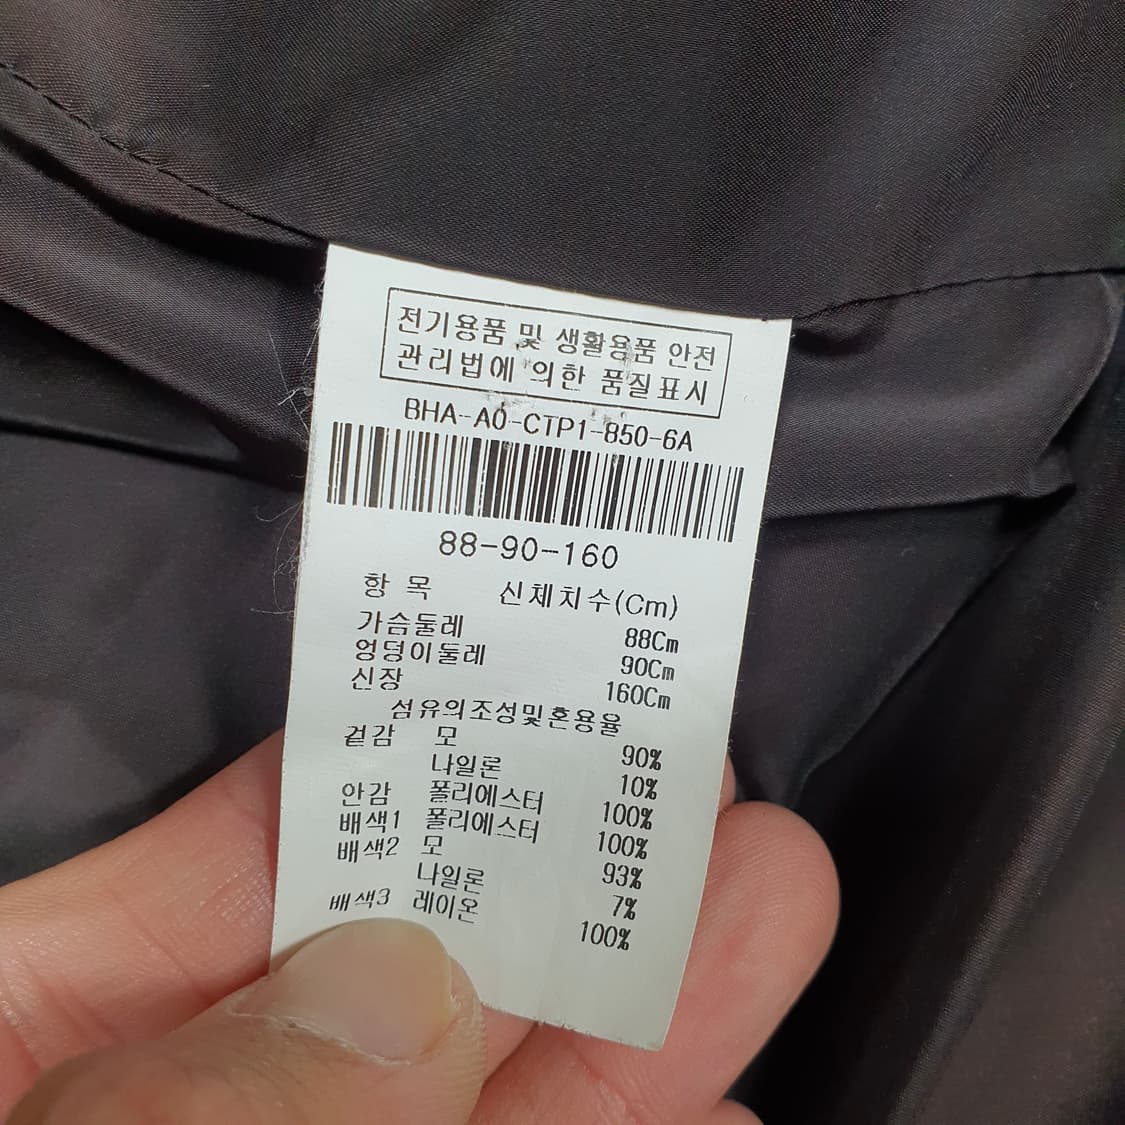 전기용품 및 생활용품 안전
관리법에 의한 품질표시
BHA-A0-CTP1-850-6A
88-90-160
항 목 신체치수(Cm)
가슴둘레 88Cm
엉덩이둘레 90Cm
신장 160Cm
섬유의조성및혼용율
겉감 모 90%
나일론 10%
안감 폴리에스터 100%
배색1 폴리에스터 100%
배색2 모 93%
나일론 7%
배색3 레이온 100%